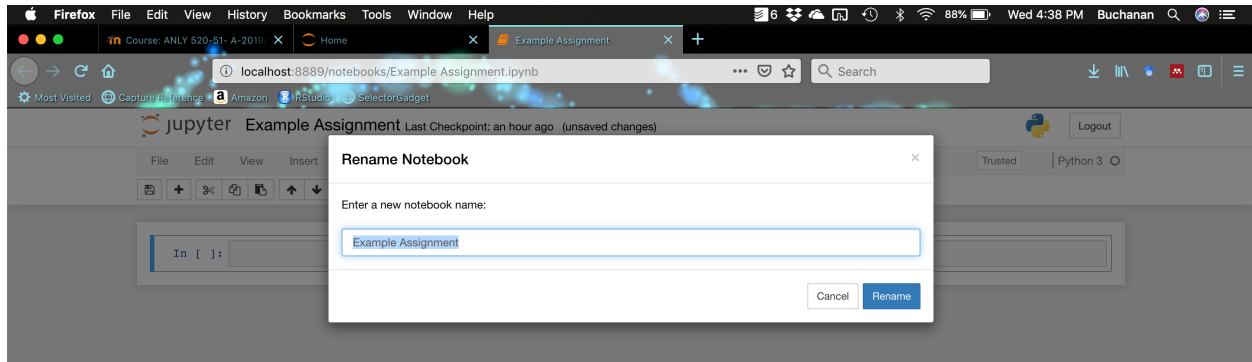 Firefox File Edit View History Bookmarks Tools Window Help 6 88% Wed 4:38 PM Buchanan
Course: ANLY 520-51- A-2019, Home Example Assignment
localhost:8889/notebooks/Example Assignment.ipynb Search
Most Visited Capture Reference Amazon RStudio SelectorGadget
jupyter Example Assignment Last Checkpoint: an hour ago (unsaved changes) Logout
File Edit View Insert Trusted Python 3
Rename Notebook
Enter a new notebook name:
Example Assignment
In [ ]:
Cancel Rename